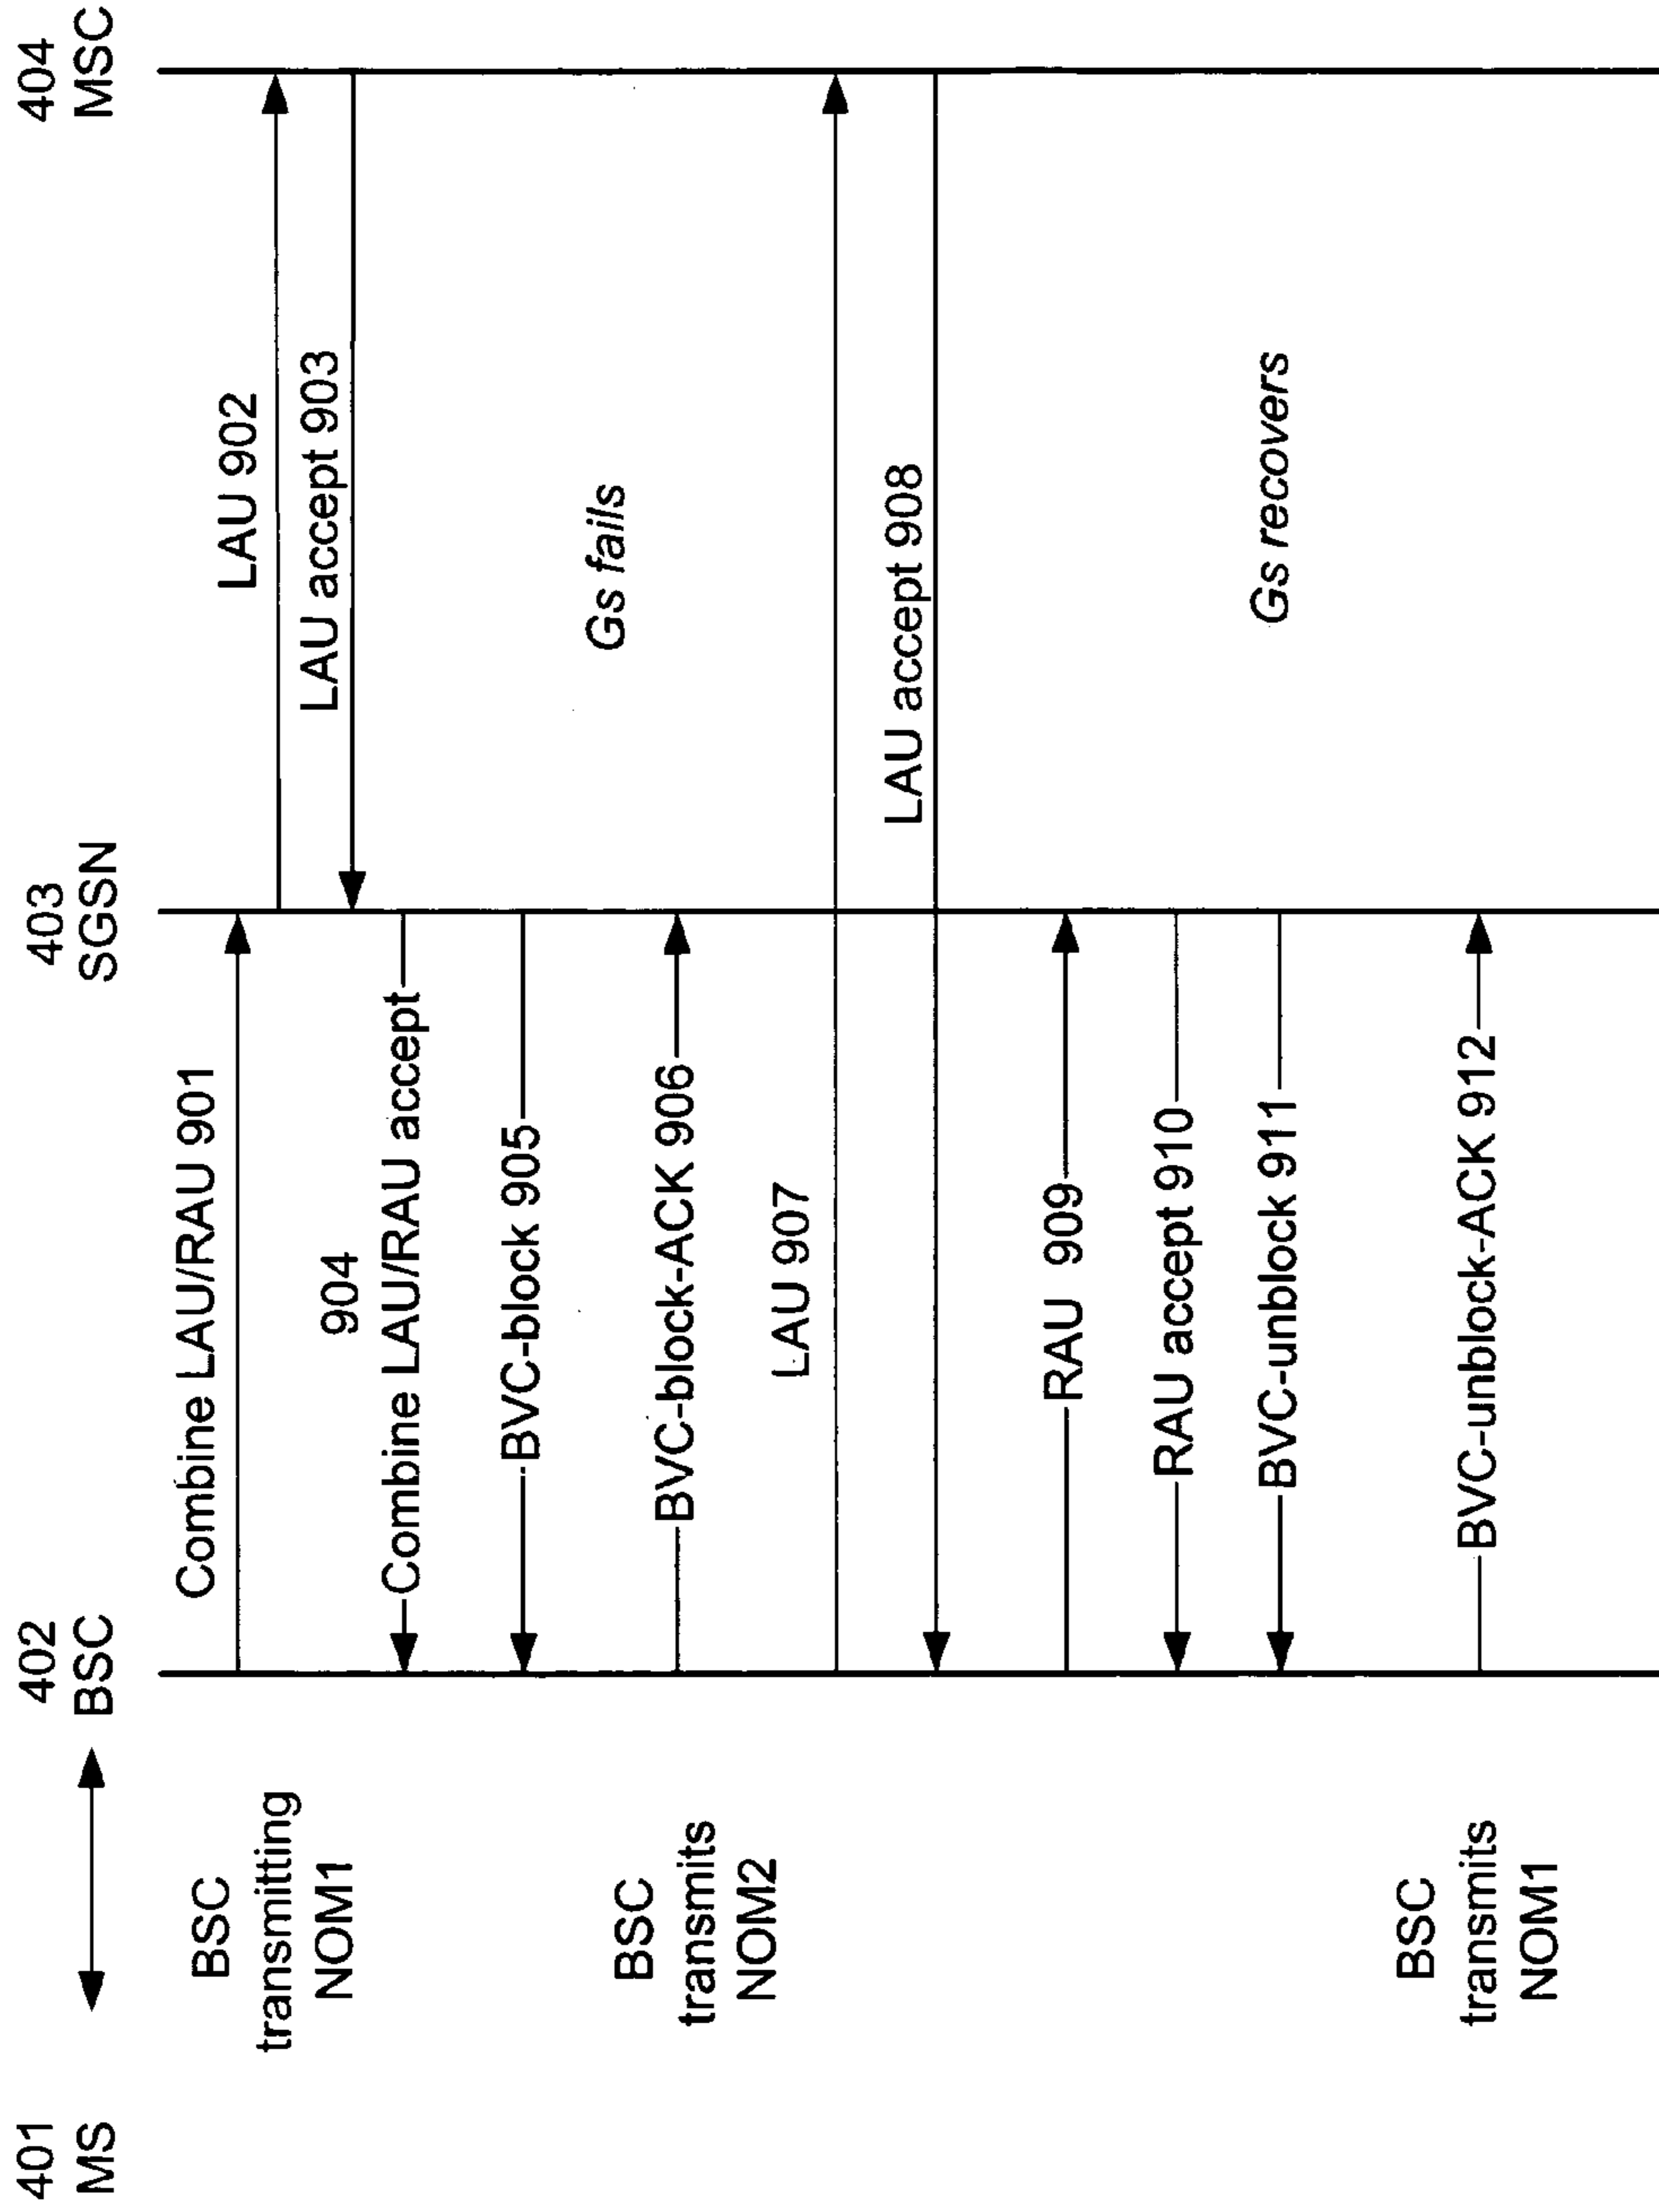 401
MS
402
BSC
403
SGSN
404
MSC
BSC
transmitting
NOM1
Combine LAU/RAU 901
LAU 902
LAU accept 903
904
Combine LAU/RAU accept
BVC-block 905
Gs fails
BSC
transmits
NOM2
BVC-block-ACK 906
LAU 907
LAU accept 908
RAU 909
RAU accept 910
BVC-unblock 911
Gs recovers
BSC
transmits
NOM1
BVC-unblock-ACK 912